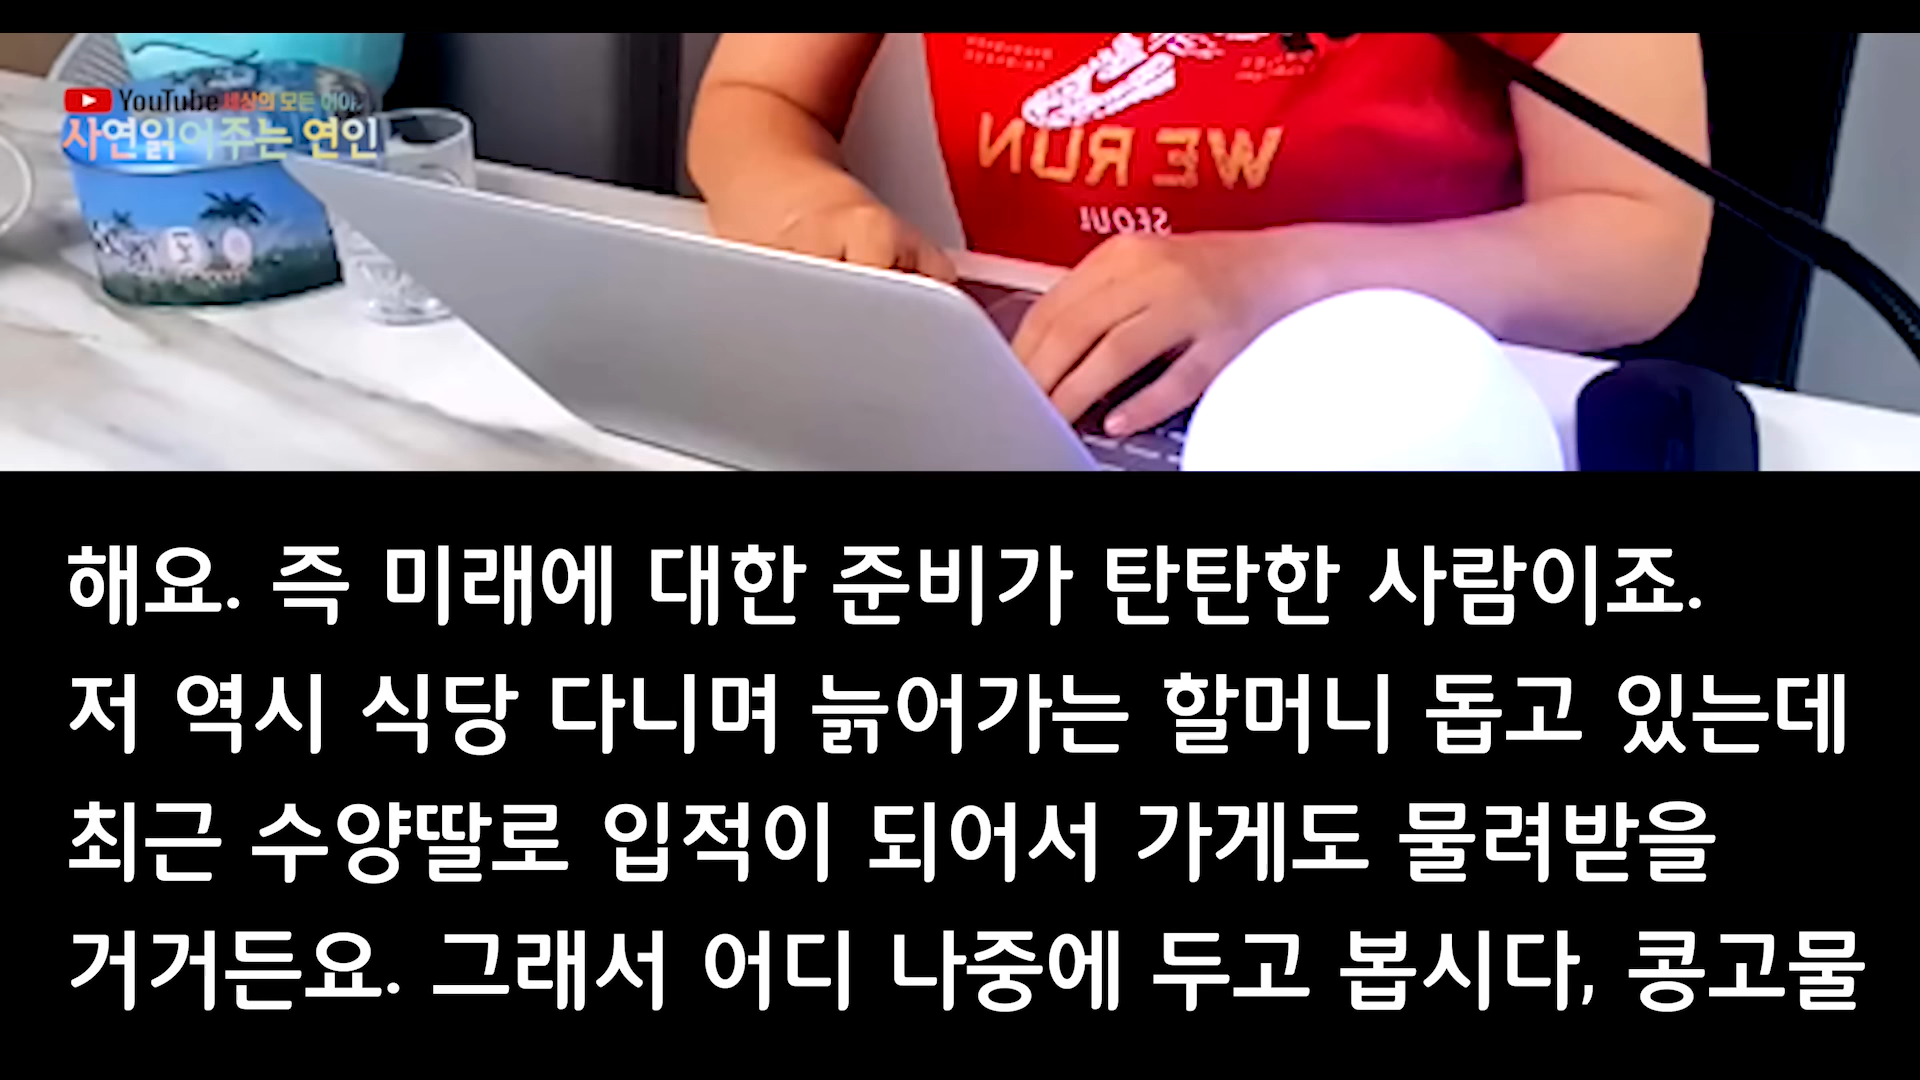 YouTube 세상의 모든 이야기
사연읽어주는 연인
WE RUN
SEOUL
해요. 즉 미래에 대한 준비가 탄탄한 사람이죠.
저 역시 식당 다니며 늙어가는 할머니 돕고 있는데
최근 수양딸로 입적이 되어서 가게도 물려받을
거거든요. 그래서 어디 나중에 두고 봅시다, 콩고물